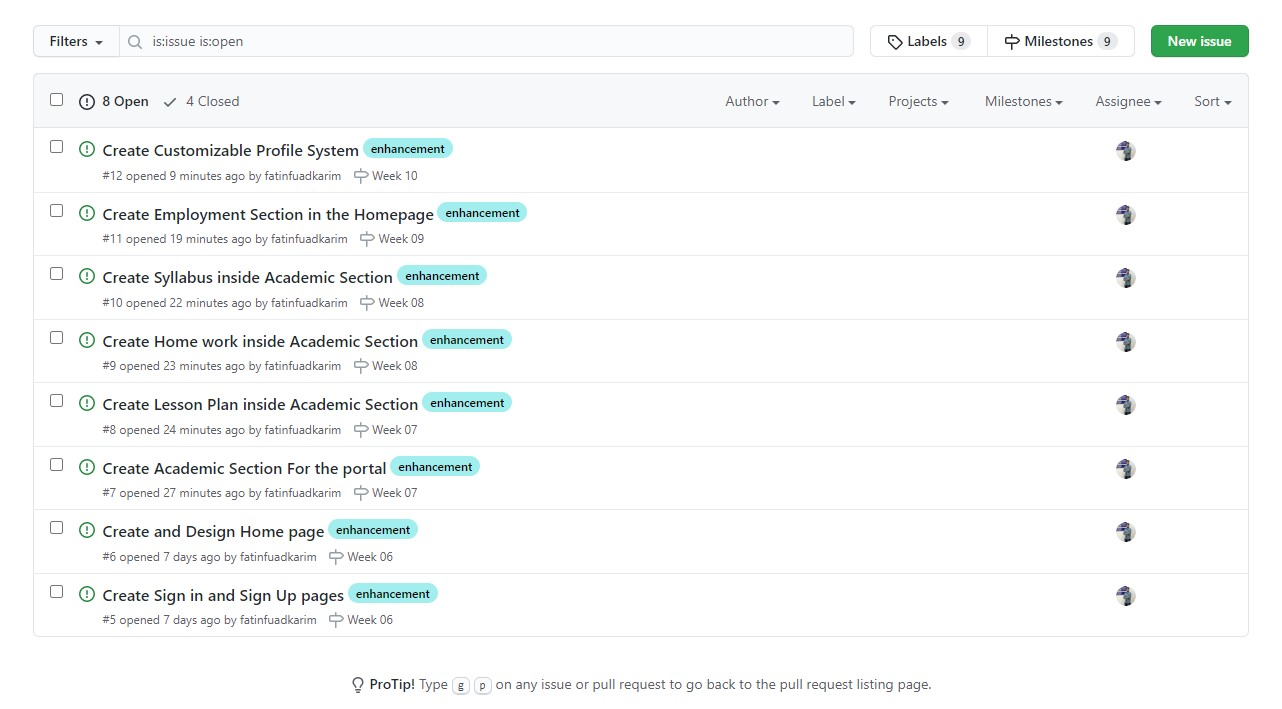 Filters is:issue is:open Labels 9 Milestones 9 New issue
8 Open 4 Closed Author Label Projects Milestones Assignee Sort
Create Customizable Profile System enhancement
#12 opened 9 minutes ago by fatinfuadkarim Week 10
Create Employment Section in the Homepage enhancement
#11 opened 19 minutes ago by fatinfuadkarim Week 09
Create Syllabus inside Academic Section enhancement
#10 opened 22 minutes ago by fatinfuadkarim Week 08
Create Home work inside Academic Section enhancement
#9 opened 23 minutes ago by fatinfuadkarim Week 08
Create Lesson Plan inside Academic Section enhancement
#8 opened 24 minutes ago by fatinfuadkarim Week 07
Create Academic Section For the portal enhancement
#7 opened 27 minutes ago by fatinfuadkarim Week 07
Create and Design Home page enhancement
#6 opened 7 days ago by fatinfuadkarim Week 06
Create Sign in and Sign Up pages enhancement
#5 opened 7 days ago by fatinfuadkarim Week 06
ProTip! Type g p on any issue or pull request to go back to the pull request listing page.